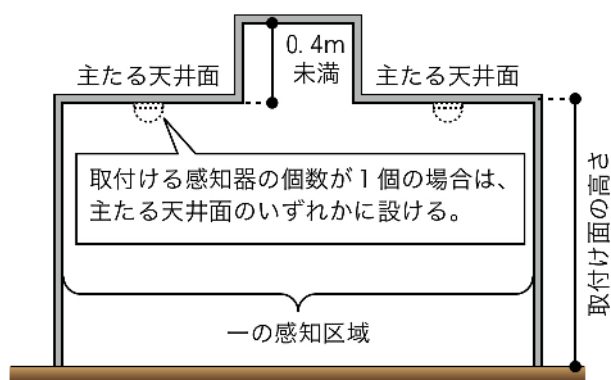 0.4m
未満
主たる天井面
主たる天井面
取付ける感知器の個数が1個の場合は、
主たる天井面のいずれかに設ける。
取付け面の高さ
一の感知区域